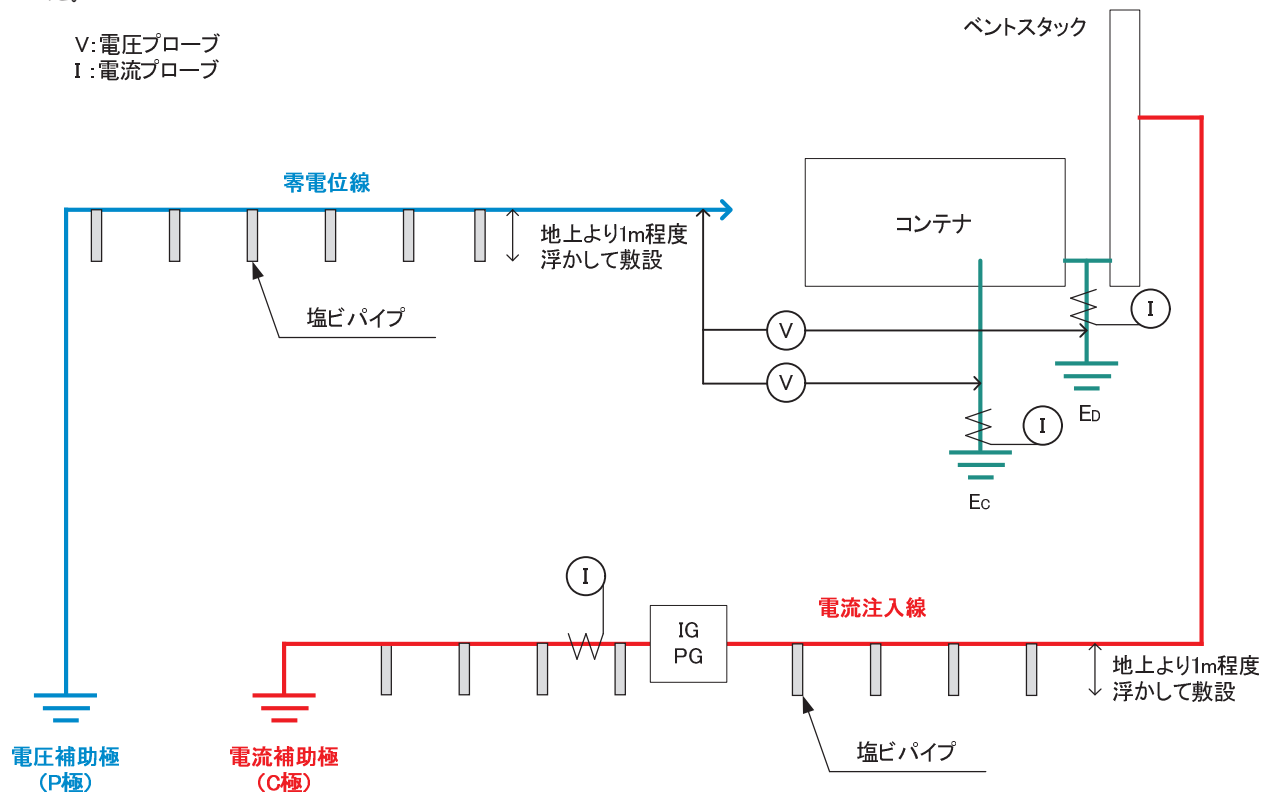 V:電圧プローブ
I:電流プローブ
ベントスタック
零電位線
コンテナ
地上より1m程度
浮かして敷設
塩ビパイプ
I
V
V
ED
I
EC
I
電流注入線
IG
PG
地上より1m程度
浮かして敷設
塩ビパイプ
電圧補助極
(P極)
電流補助極
(C極)